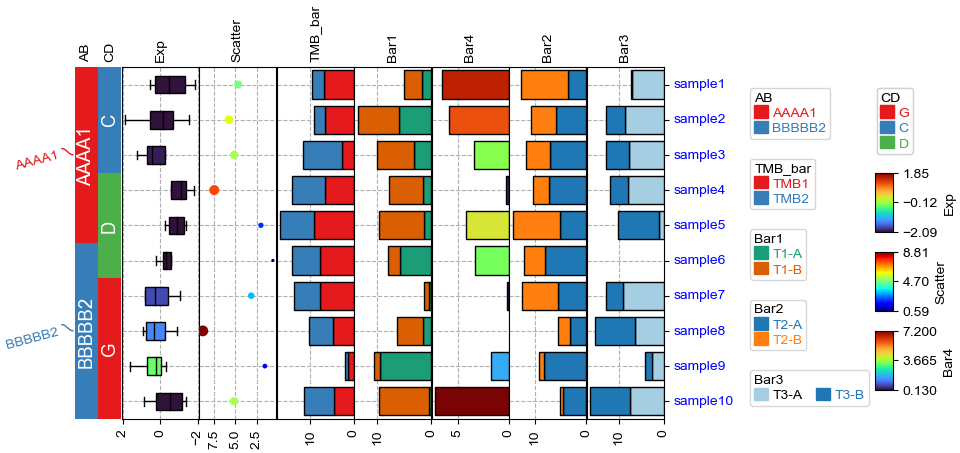 AB CD Exp Scatter TMB_bar Bar1 Bar4 Bar2 Bar3
sample1
sample2
sample3
sample4
sample5
sample6
sample7
sample8
sample9
sample10
AAAA1 AAAA1 C
D
BBBBB2 BBBBB2 G
2 0 −2 7.5 5.0 2.5 10 0 10 0 5 0 10 0 10 0
AB
AAAA1
BBBBB2
TMB_bar
TMB1
TMB2
Bar1
T1-A
T1-B
Bar2
T2-A
T2-B
Bar3
T3-A T3-B
CD
G
C
D
1.85
−0.12
−2.09
Exp
8.81
4.70
0.59
Scatter
7.200
3.665
0.130
Bar4